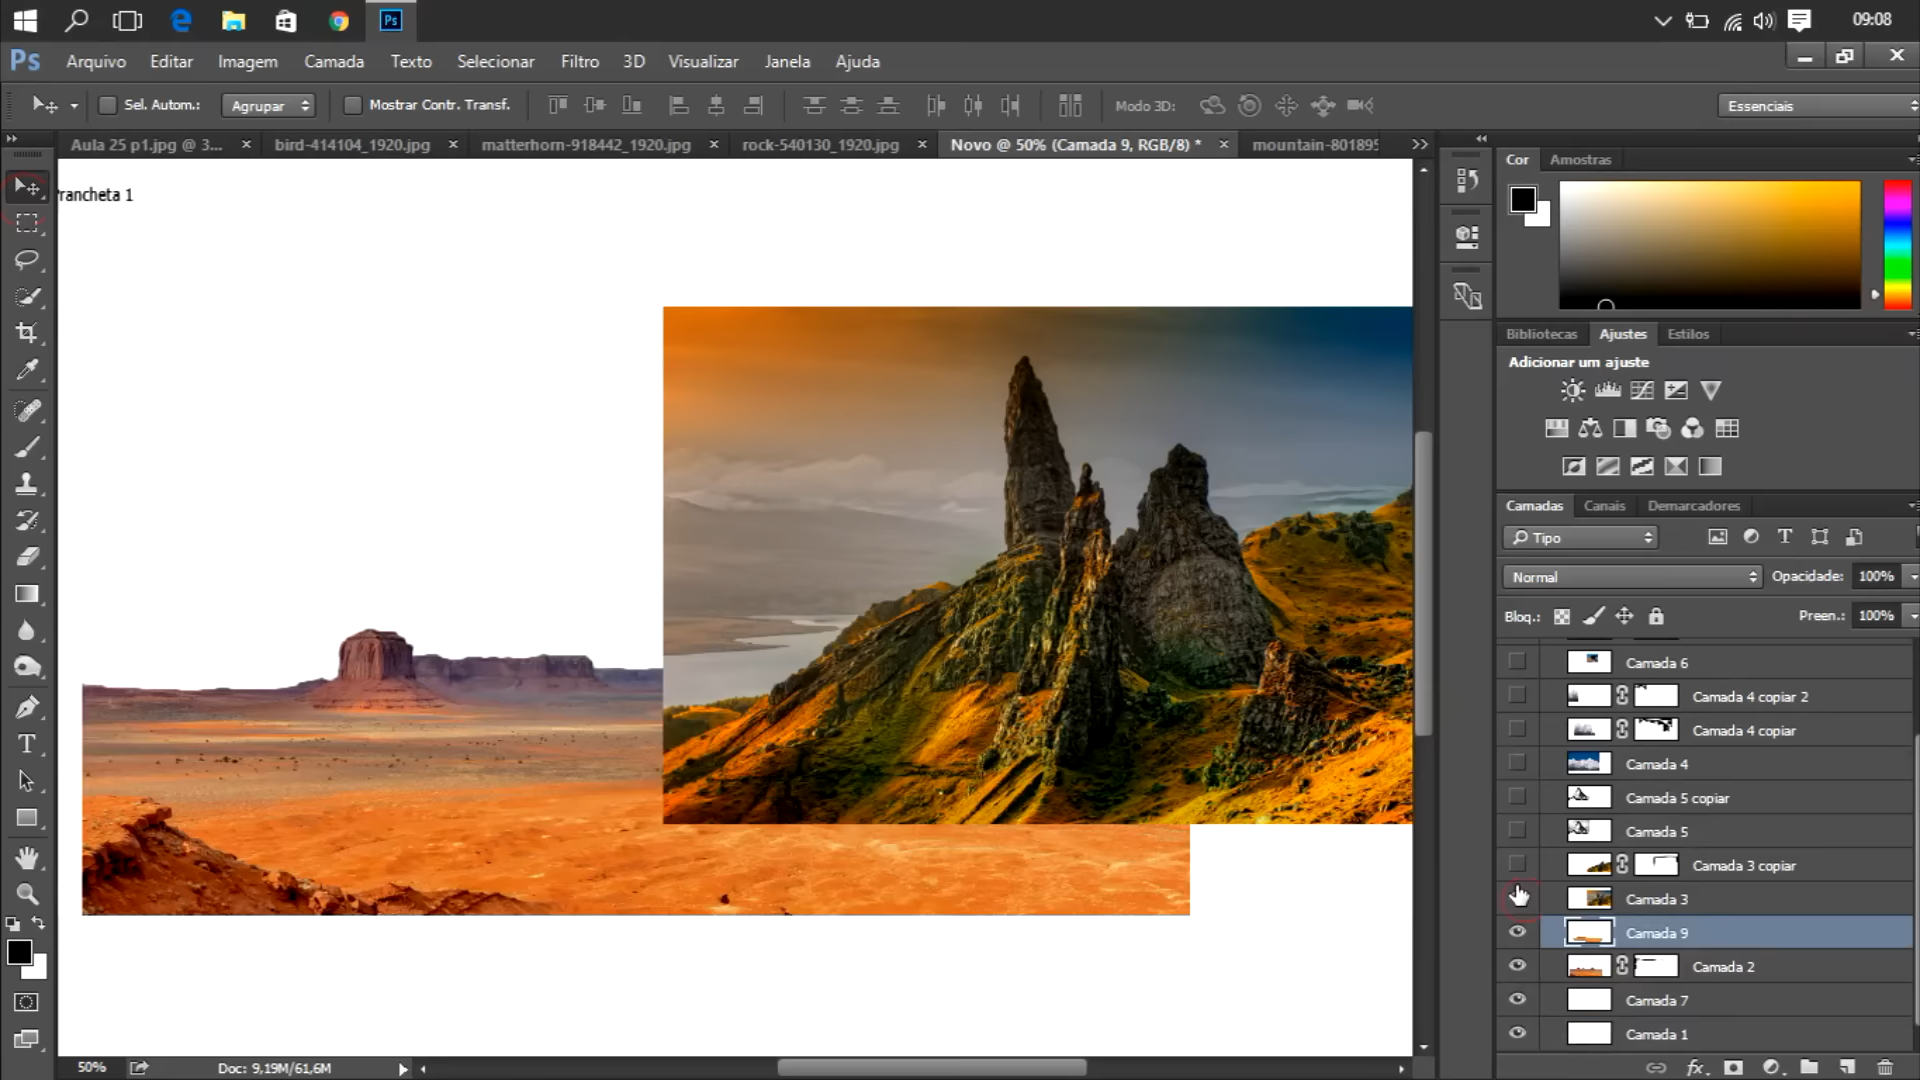 09:08
Ps
Arquivo Editar Imagem Camada Texto Selecionar Filtro 3D Visualizar Janela Ajuda
Sel. Autom.: Agrupar Mostrar Contr. Transf. Modo 3D: Essenciais
Aula 25 p1.jpg @ 3... × bird-414104_1920.jpg × matterhorn-918442_1920.jpg × rock-540130_1920.jpg × Novo @ 50% (Camada 9, RGB/8) * × mountain-801895
Prancheta 1
Cor Amostras
Bibliotecas Ajustes Estilos
Adicionar um ajuste
Camadas Canais Demarcadores
Tipo
Normal Opacidade: 100%
Bloq.: Preen.: 100%
Camada 6
Camada 4 copiar 2
Camada 4 copiar
Camada 4
Camada 5 copiar
Camada 5
Camada 3 copiar
Camada 3
Camada 9
Camada 2
Camada 7
Camada 1
50% Doc: 9,19M/61,6M